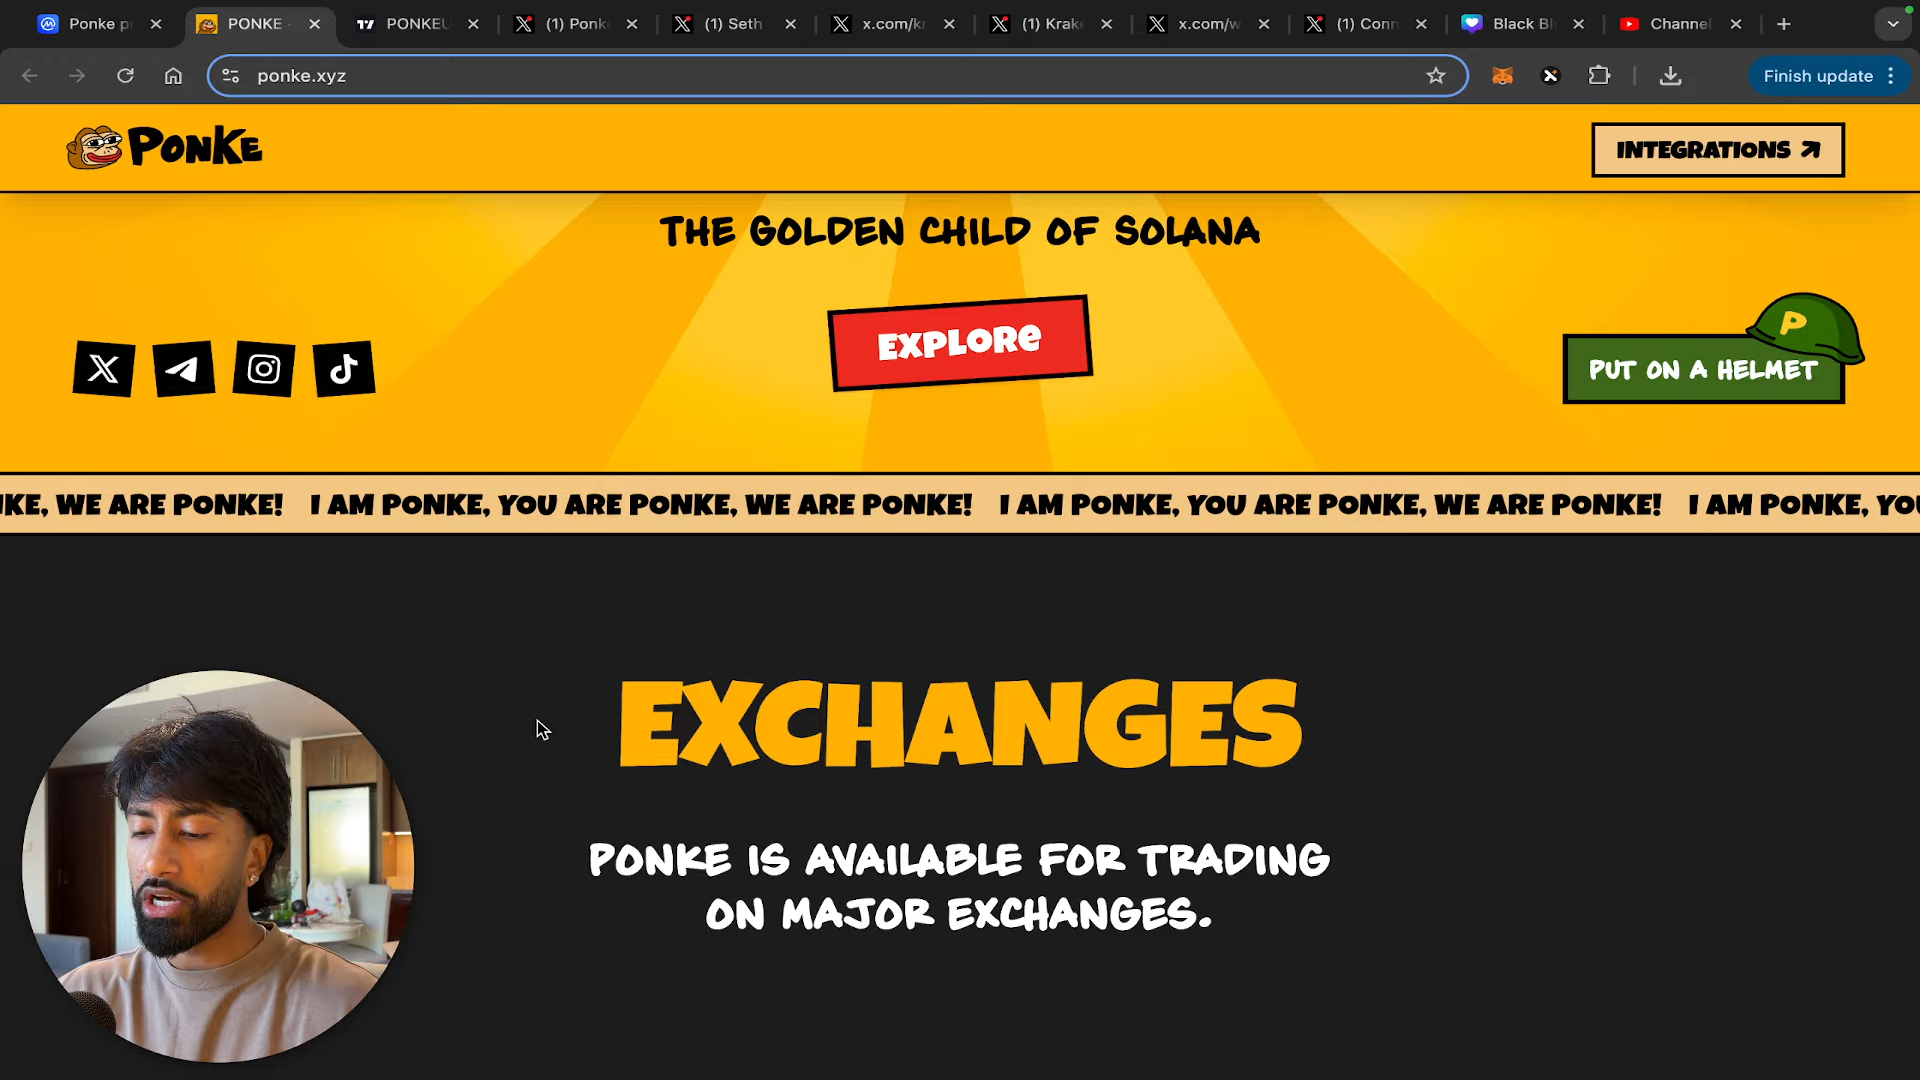 Ponke p
PONKE -
PONKEU
(1) Ponk
(1) Seth
x.com/kr
(1) Krak
x.com/w
(1) Conn
Black Bl
Channel
ponke.xyz
Finish update
PONKE
INTEGRATIONS
THE GOLDEN CHILD OF SOLANA
EXPLORE
P
PUT ON A HELMET
NKE, WE ARE PONKE! I AM PONKE, YOU ARE PONKE, WE ARE PONKE! I AM PONKE, YOU ARE PONKE, WE ARE PONKE! I AM PONKE, YOU
EXCHANGES
PONKE IS AVAILABLE FOR TRADING
ON MAJOR EXCHANGES.